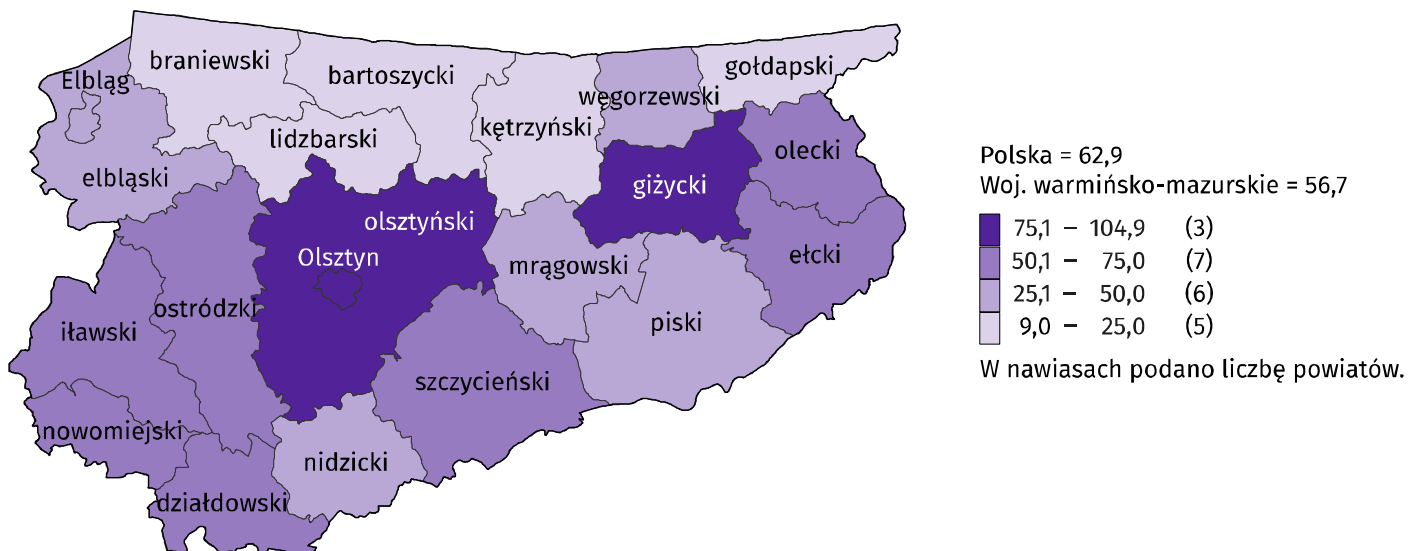 braniewski
bartoszycki
gołdapski
Elbląg
węgorzewski
kętrzyński
lidzbarski
olecki
elbląski
giżycki
olsztyński
Olsztyn
mrągowski
ełcki
ostródzki
iławski
piski
szczycieński
nowomiejski
nidzicki
działdowski
Polska = 62,9
Woj. warmińsko-mazurskie = 56,7
75,1 – 104,9 (3)
50,1 – 75,0 (7)
25,1 – 50,0 (6)
9,0 – 25,0 (5)
W nawiasach podano liczbę powiatów.